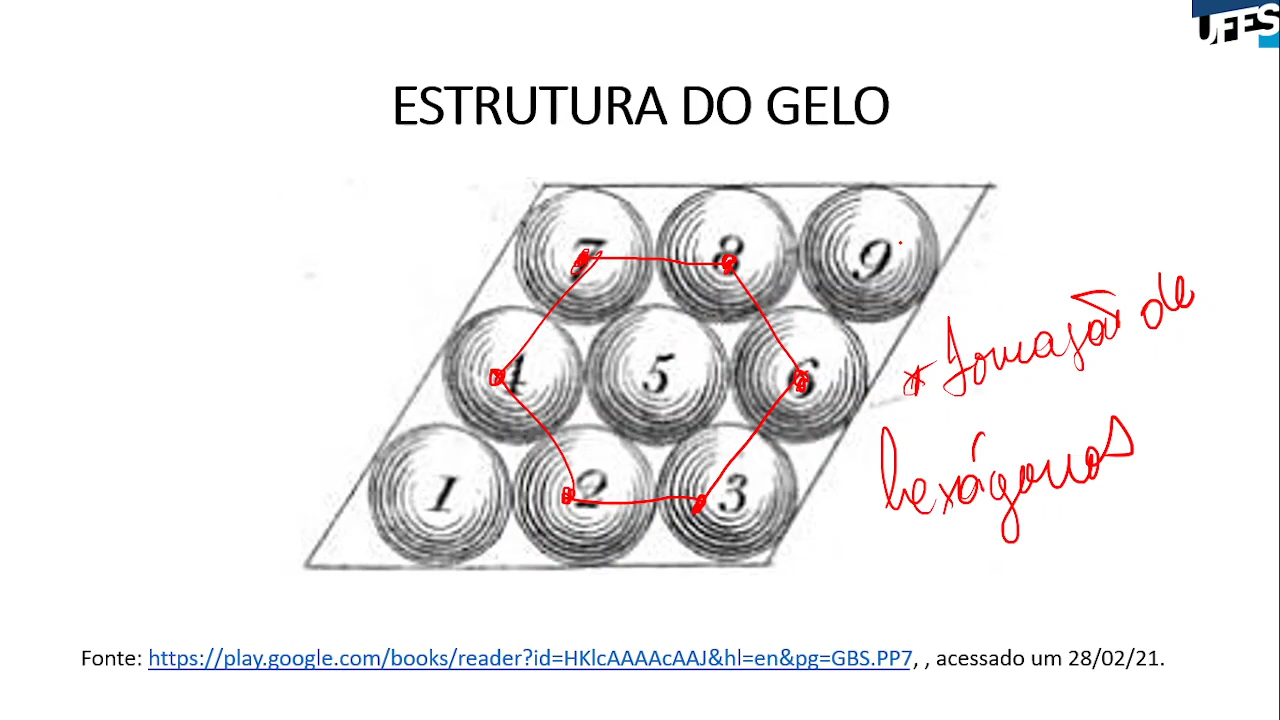 UFES
ESTRUTURA DO GELO
7 8 9
4 5 6
1 2 3
* Formação de
hexágonos
Fonte: https://play.google.com/books/reader?id=HKlcAAAAcAAJ&hl=en&pg=GBS.PP7, , acessado um 28/02/21.